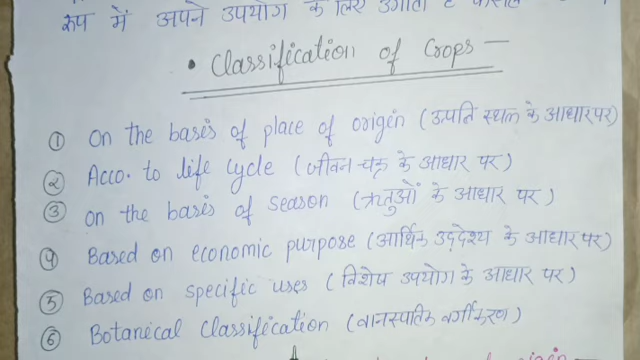 रूप में अपने उपयोग के लिए उगाता है
• Classification of Crops —
① On the basis of place of origin (उत्पति स्थल के आधार पर)
② Acco. to life cycle (जीवन चक्र के आधार पर)
③ on the basis of season (ऋतुओं के आधार पर)
④ Based on economic purpose (आर्थिक उद्देश्य के आधार पर)
⑤ Based on specific uses (विशेष उपयोग के आधार पर)
⑥ Botanical Classification (वानस्पतिक वर्गीकरण)